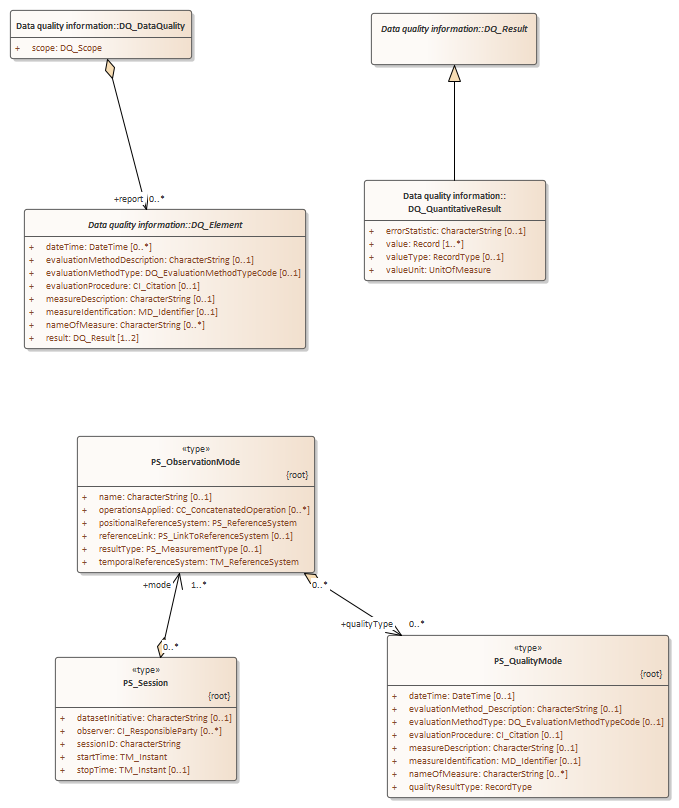 Data quality information::DQ_DataQuality
+ scope: DQ_Scope
Data quality information::DQ_Result
+report 0..*
Data quality information::
DQ_QuantitativeResult
+ errorStatistic: CharacterString [0..1]
+ value: Record [1..*]
+ valueType: RecordType [0..1]
+ valueUnit: UnitOfMeasure
Data quality information::DQ_Element
+ dateTime: DateTime [0..*]
+ evaluationMethodDescription: CharacterString [0..1]
+ evaluationMethodType: DQ_EvaluationMethodTypeCode [0..1]
+ evaluationProcedure: CI_Citation [0..1]
+ measureDescription: CharacterString [0..1]
+ measureIdentification: MD_Identifier [0..1]
+ nameOfMeasure: CharacterString [0..*]
+ result: DQ_Result [1..2]
«type»
PS_ObservationMode
{root}
+ name: CharacterString [0..1]
+ operationsApplied: CC_ConcatenatedOperation [0..*]
+ positionalReferenceSystem: PS_ReferenceSystem
+ referenceLink: PS_LinkToReferenceSystem [0..1]
+ resultType: PS_MeasurementType [0..1]
+ temporalReferenceSystem: TM_ReferenceSystem
+mode 1..*
0..*
+qualityType 0..*
0..*
«type»
PS_Session
{root}
+ datasetInitiative: CharacterString [0..1]
+ observer: CI_ResponsibleParty [0..*]
+ sessionID: CharacterString
+ startTime: TM_Instant
+ stopTime: TM_Instant [0..1]
«type»
PS_QualityMode
{root}
+ dateTime: DateTime [0..1]
+ evaluationMethod_Description: CharacterString [0..1]
+ evaluationMethodType: DQ_EvaluationMethodTypeCode [0..1]
+ evaluationProcedure: CI_Citation [0..1]
+ measureDescription: CharacterString [0..1]
+ measureIdentification: MD_Identifier [0..1]
+ nameOfMeasure: CharacterString [0..*]
+ qualityResultType: RecordType